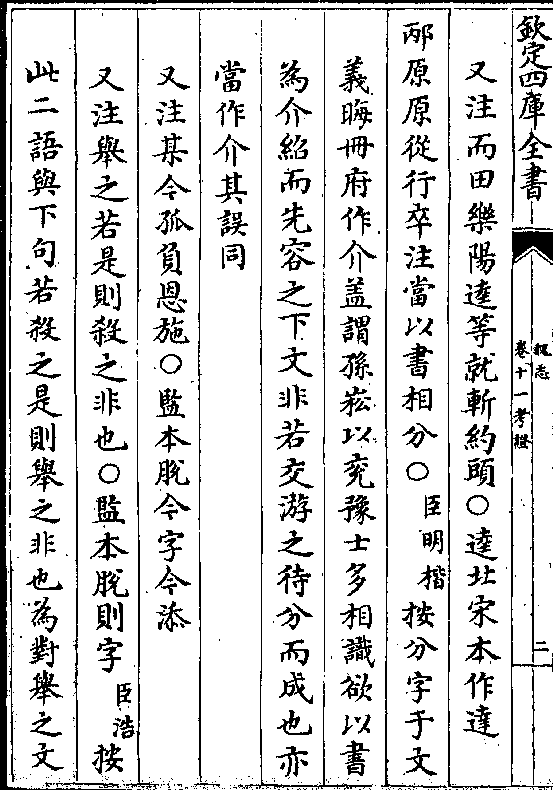 欽定四庫全書
魏志
卷十一考證
二
又注而田樂陽逵等就斬約頭○逵北宋本作達
邴原原從行卒注當以書相分○臣明楷按分字于文
義晦冊府作介盖謂孫崧以兖豫士多相識欲以書
為介紹而先容之下文非若交游之待分而成也亦
當作介其誤同
又注某今孤負恩施○監本脫今字今添
又注舉之若是則殺之非也○監本脫則字臣浩按
此二語與下句若殺之是則舉之非也為對舉之文